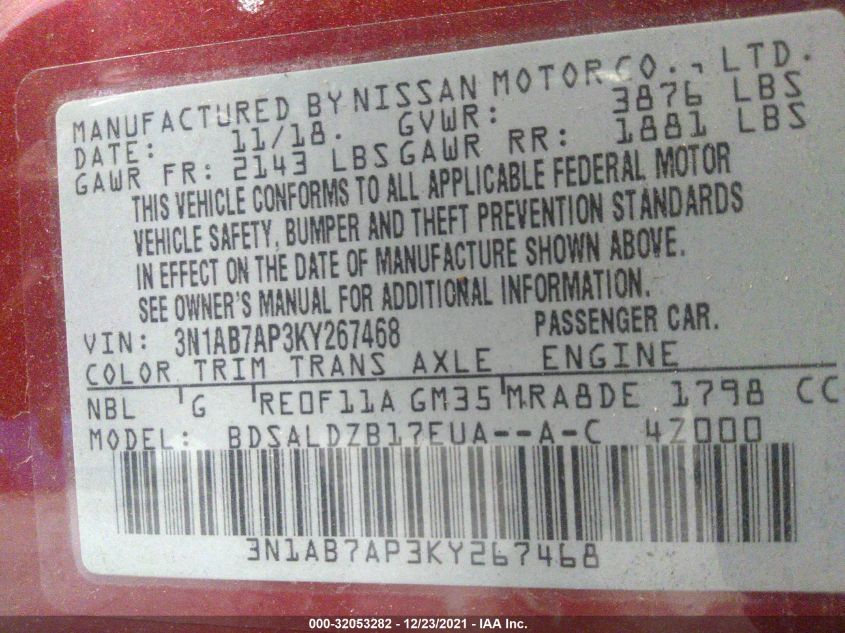 MANUFACTURED BY NISSAN MOTOR CO., LTD.
DATE: 11/18. GVWR: 3876 LBS
GAWR FR: 2143 LBS GAWR RR: 1881 LBS
THIS VEHICLE CONFORMS TO ALL APPLICABLE FEDERAL MOTOR
VEHICLE SAFETY, BUMPER AND THEFT PREVENTION STANDARDS
IN EFFECT ON THE DATE OF MANUFACTURE SHOWN ABOVE.
SEE OWNER'S MANUAL FOR ADDITIONAL INFORMATION.
VIN: 3N1AB7AP3KY267468 PASSENGER CAR.
COLOR TRIM TRANS AXLE ENGINE
NBL G RE0F11A GM35 MRA8DE 1798 CC
MODEL: BDSALDZB17EUA--A-C 4Z000
3N1AB7AP3KY267468
000-32053282 - 12/23/2021 - IAA Inc.